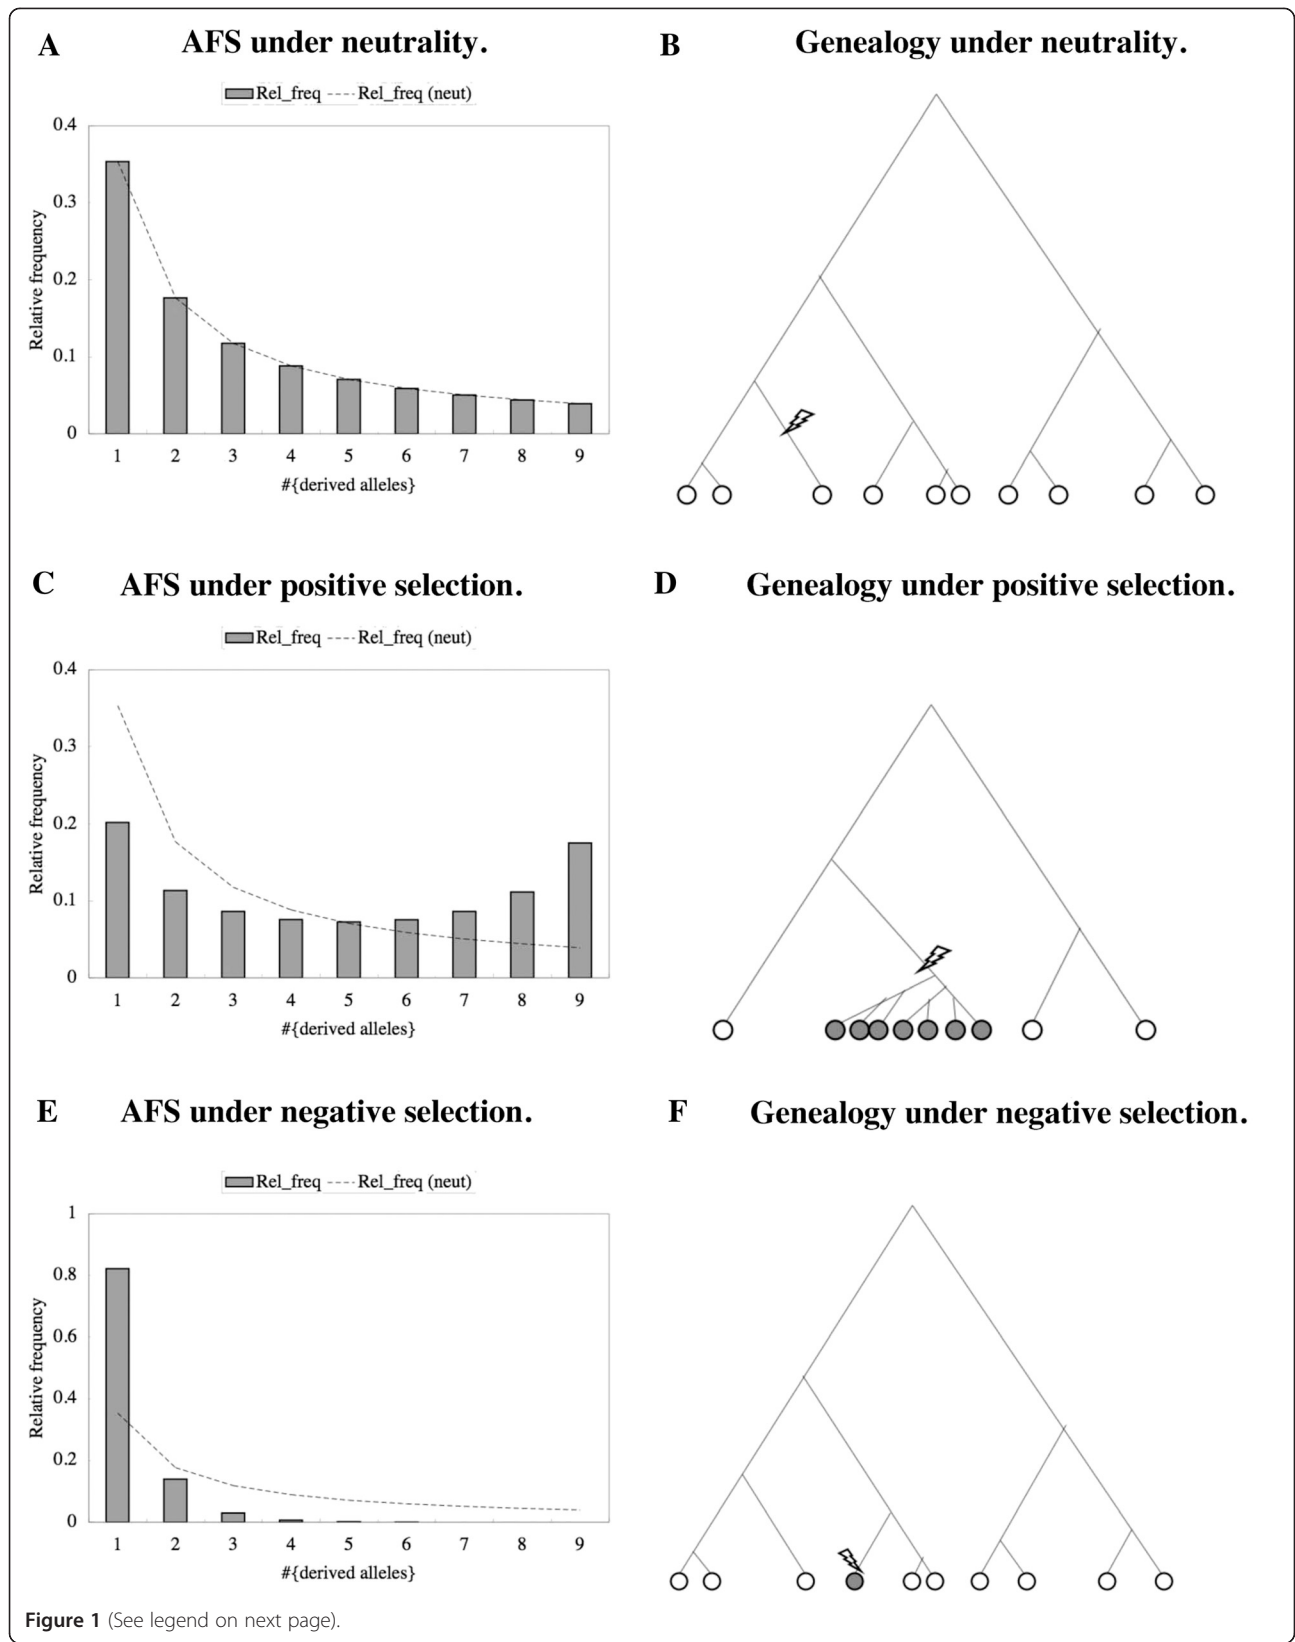 A AFS under neutrality.
Rel_freq Rel_freq (neut)
0.4
0.3
0.2
0.1
0
Relative frequency
1 2 3 4 5 6 7 8 9
#{derived alleles}
B Genealogy under neutrality.
C AFS under positive selection.
Rel_freq Rel_freq (neut)
0.4
0.3
0.2
0.1
0
Relative frequency
1 2 3 4 5 6 7 8 9
#{derived alleles}
D Genealogy under positive selection.
E AFS under negative selection.
Rel_freq Rel_freq (neut)
1
0.8
0.6
0.4
0.2
0
Relative frequency
1 2 3 4 5 6 7 8 9
#{derived alleles}
F Genealogy under negative selection.
Figure 1 (See legend on next page).